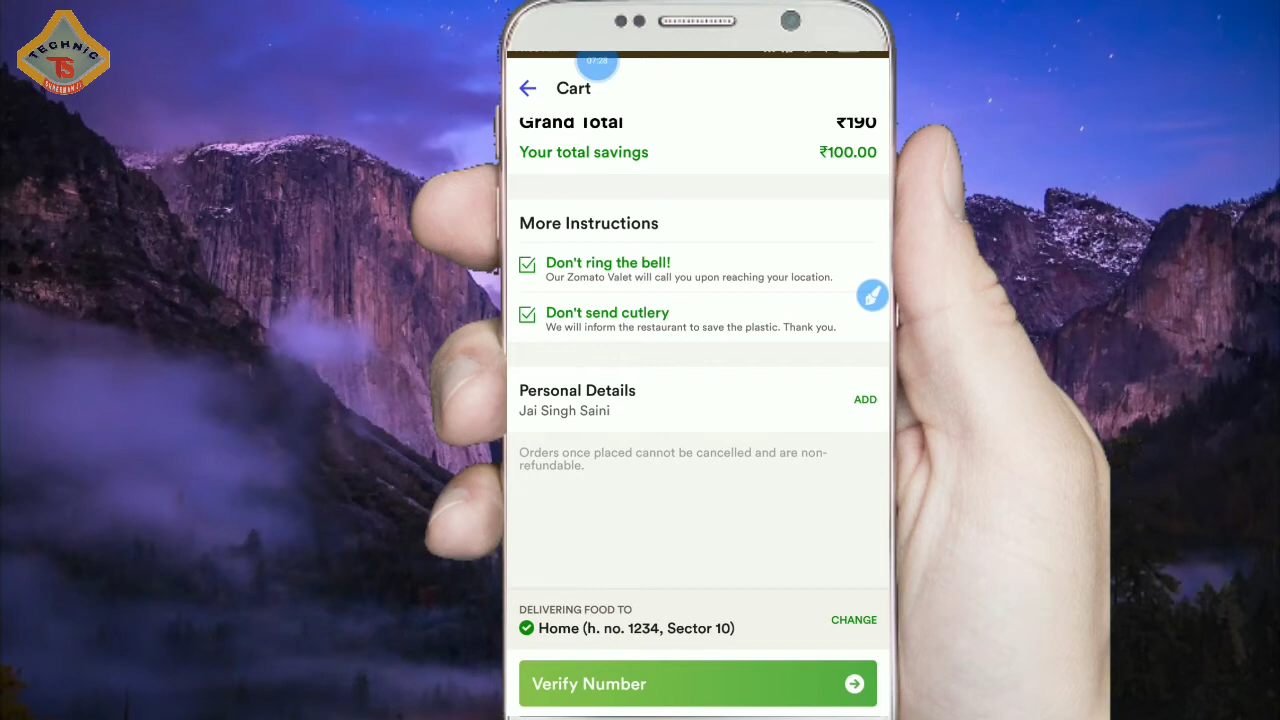 TECHNIC
TS
07:28
Cart
Grand Total ₹190
Your total savings ₹100.00
More Instructions
Don't ring the bell!
Our Zomato Valet will call you upon reaching your location.
Don't send cutlery
We will inform the restaurant to save the plastic. Thank you.
Personal Details
Jai Singh Saini
ADD
Orders once placed cannot be cancelled and are non-
refundable.
DELIVERING FOOD TO
Home (h. no. 1234, Sector 10)
CHANGE
Verify Number